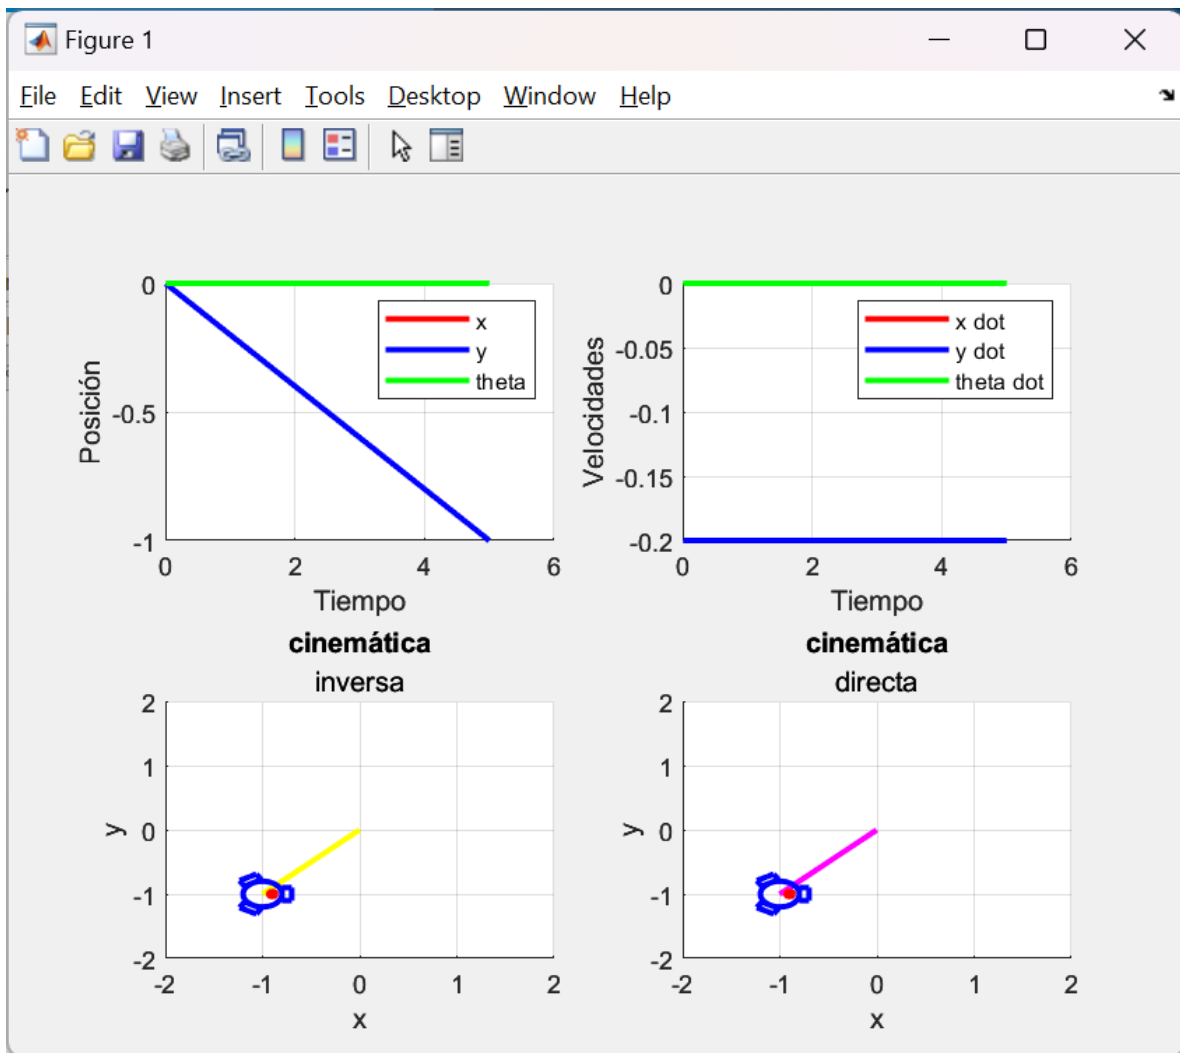 Figure 1
File Edit View Insert Tools Desktop Window Help
0
-0.5
-1
Posición
x
y
theta
0 2 4 6
Tiempo
0
-0.05
-0.1
-0.15
-0.2
Velocidades
x dot
y dot
theta dot
0 2 4 6
Tiempo
cinemática
inversa
2
1
0
-1
-2
y
-2 -1 0 1 2
x
cinemática
directa
2
1
0
-1
-2
y
-2 -1 0 1 2
x